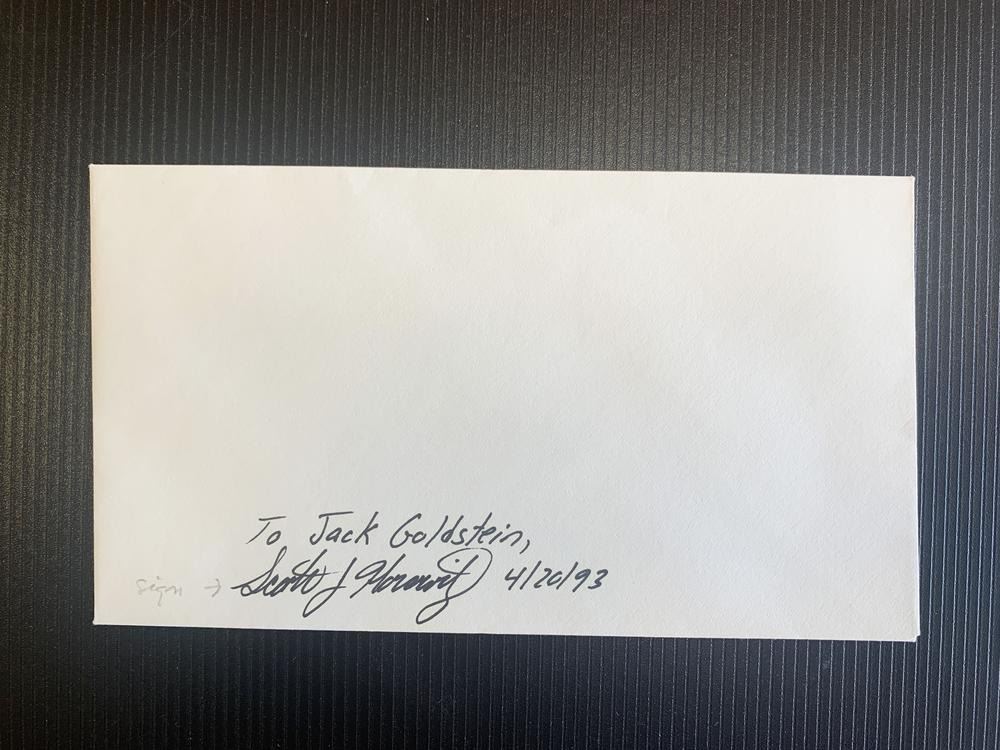 To Jack Goldstein,
sign → Scott J Horowitz 4/20/93